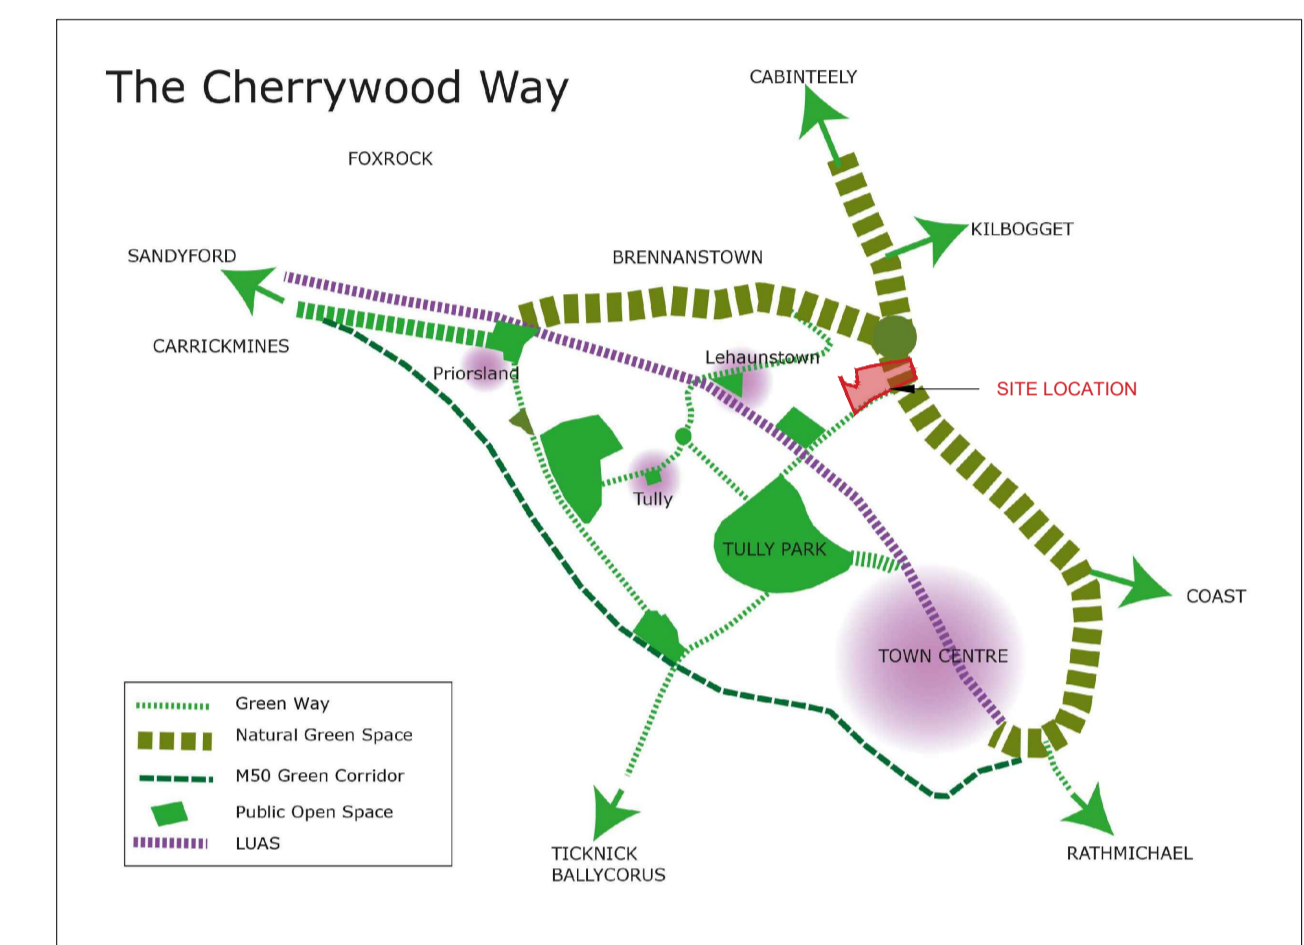 The Cherrywood Way
CABINTEELY
FOXROCK
KILBOGGET
SANDYFORD
BRENNANSTOWN
CARRICKMINES
Lehaunstown
Priorsland
SITE LOCATION
Tully
TULLY PARK
COAST
TOWN CENTRE
Green Way
Natural Green Space
M50 Green Corridor
Public Open Space
LUAS
TICKNICK
BALLYCORUS
RATHMICHAEL